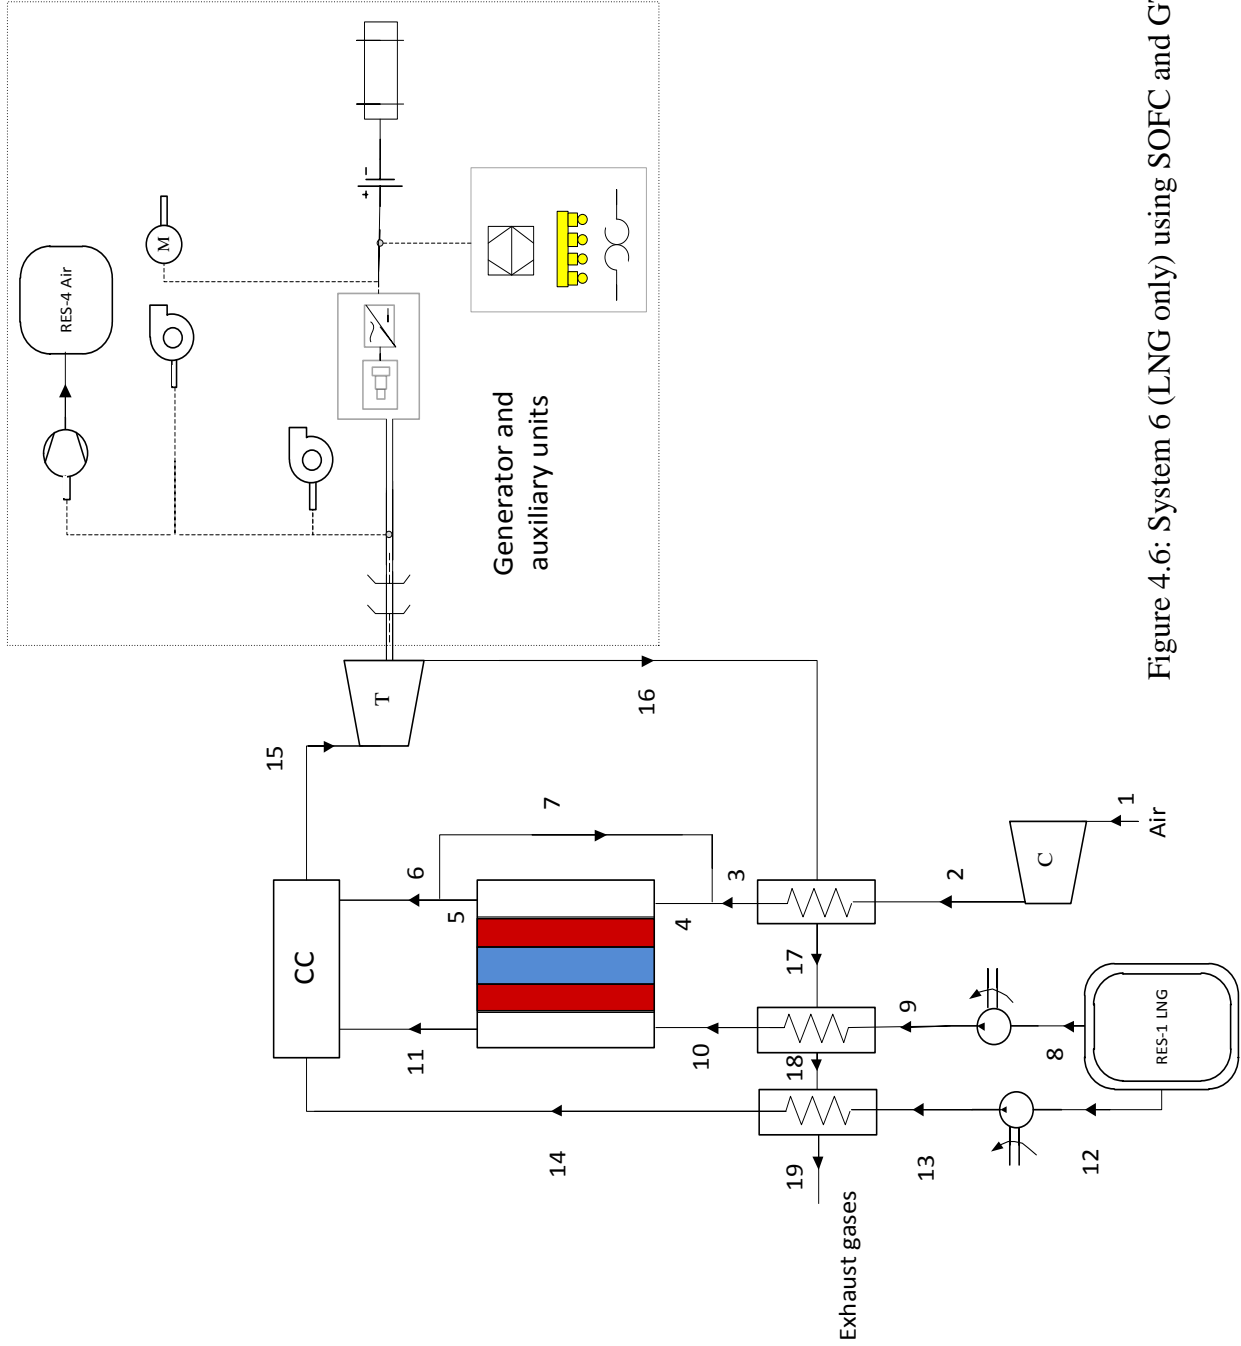 RES-4 Air
M
+ -
Generator and
auxiliary units
T
15
16
CC
7
6
5
4
3
2
C
1
Air
11
10
17
9
18
8
RES-1 LNG
14
13
12
19
Exhaust gases
Figure 4.6: System 6 (LNG only) using SOFC and